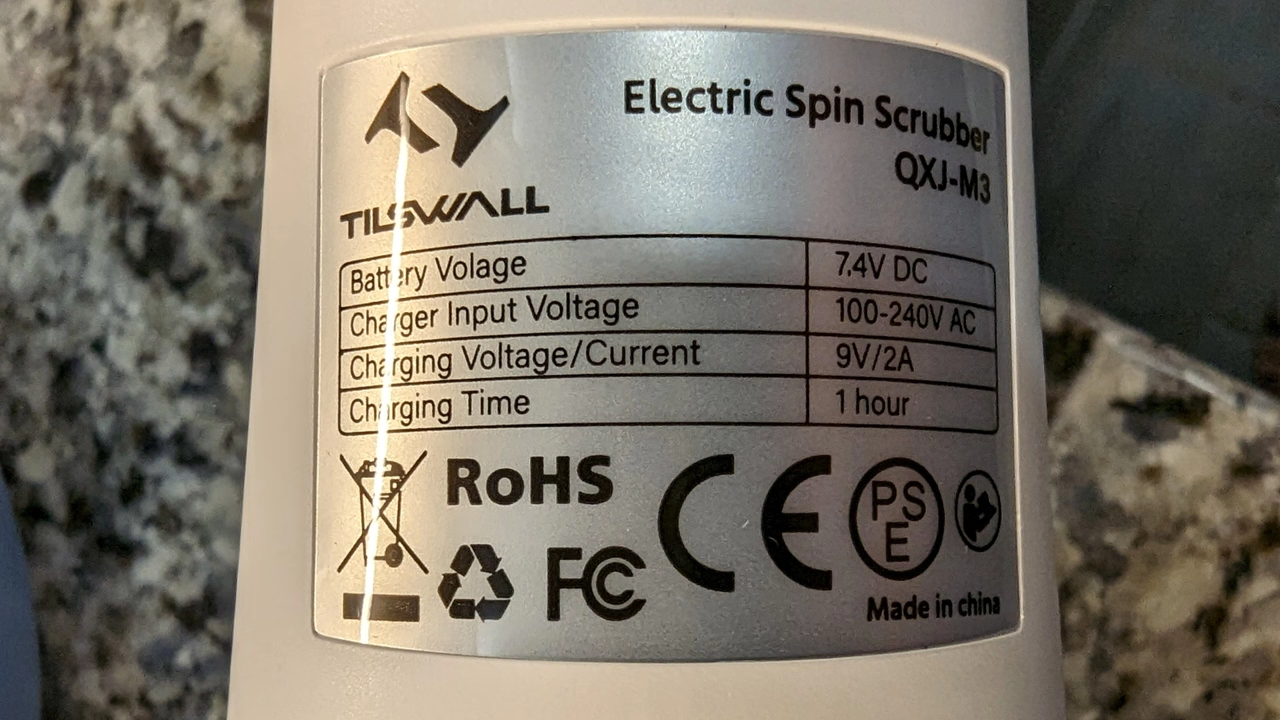 TILSWALL
Electric Spin Scrubber
QXJ-M3
Battery Volage 7.4V DC
Charger Input Voltage 100-240V AC
Charging Voltage/Current 9V/2A
Charging Time 1 hour
RoHS
FC
CE
PS
E
Made in china